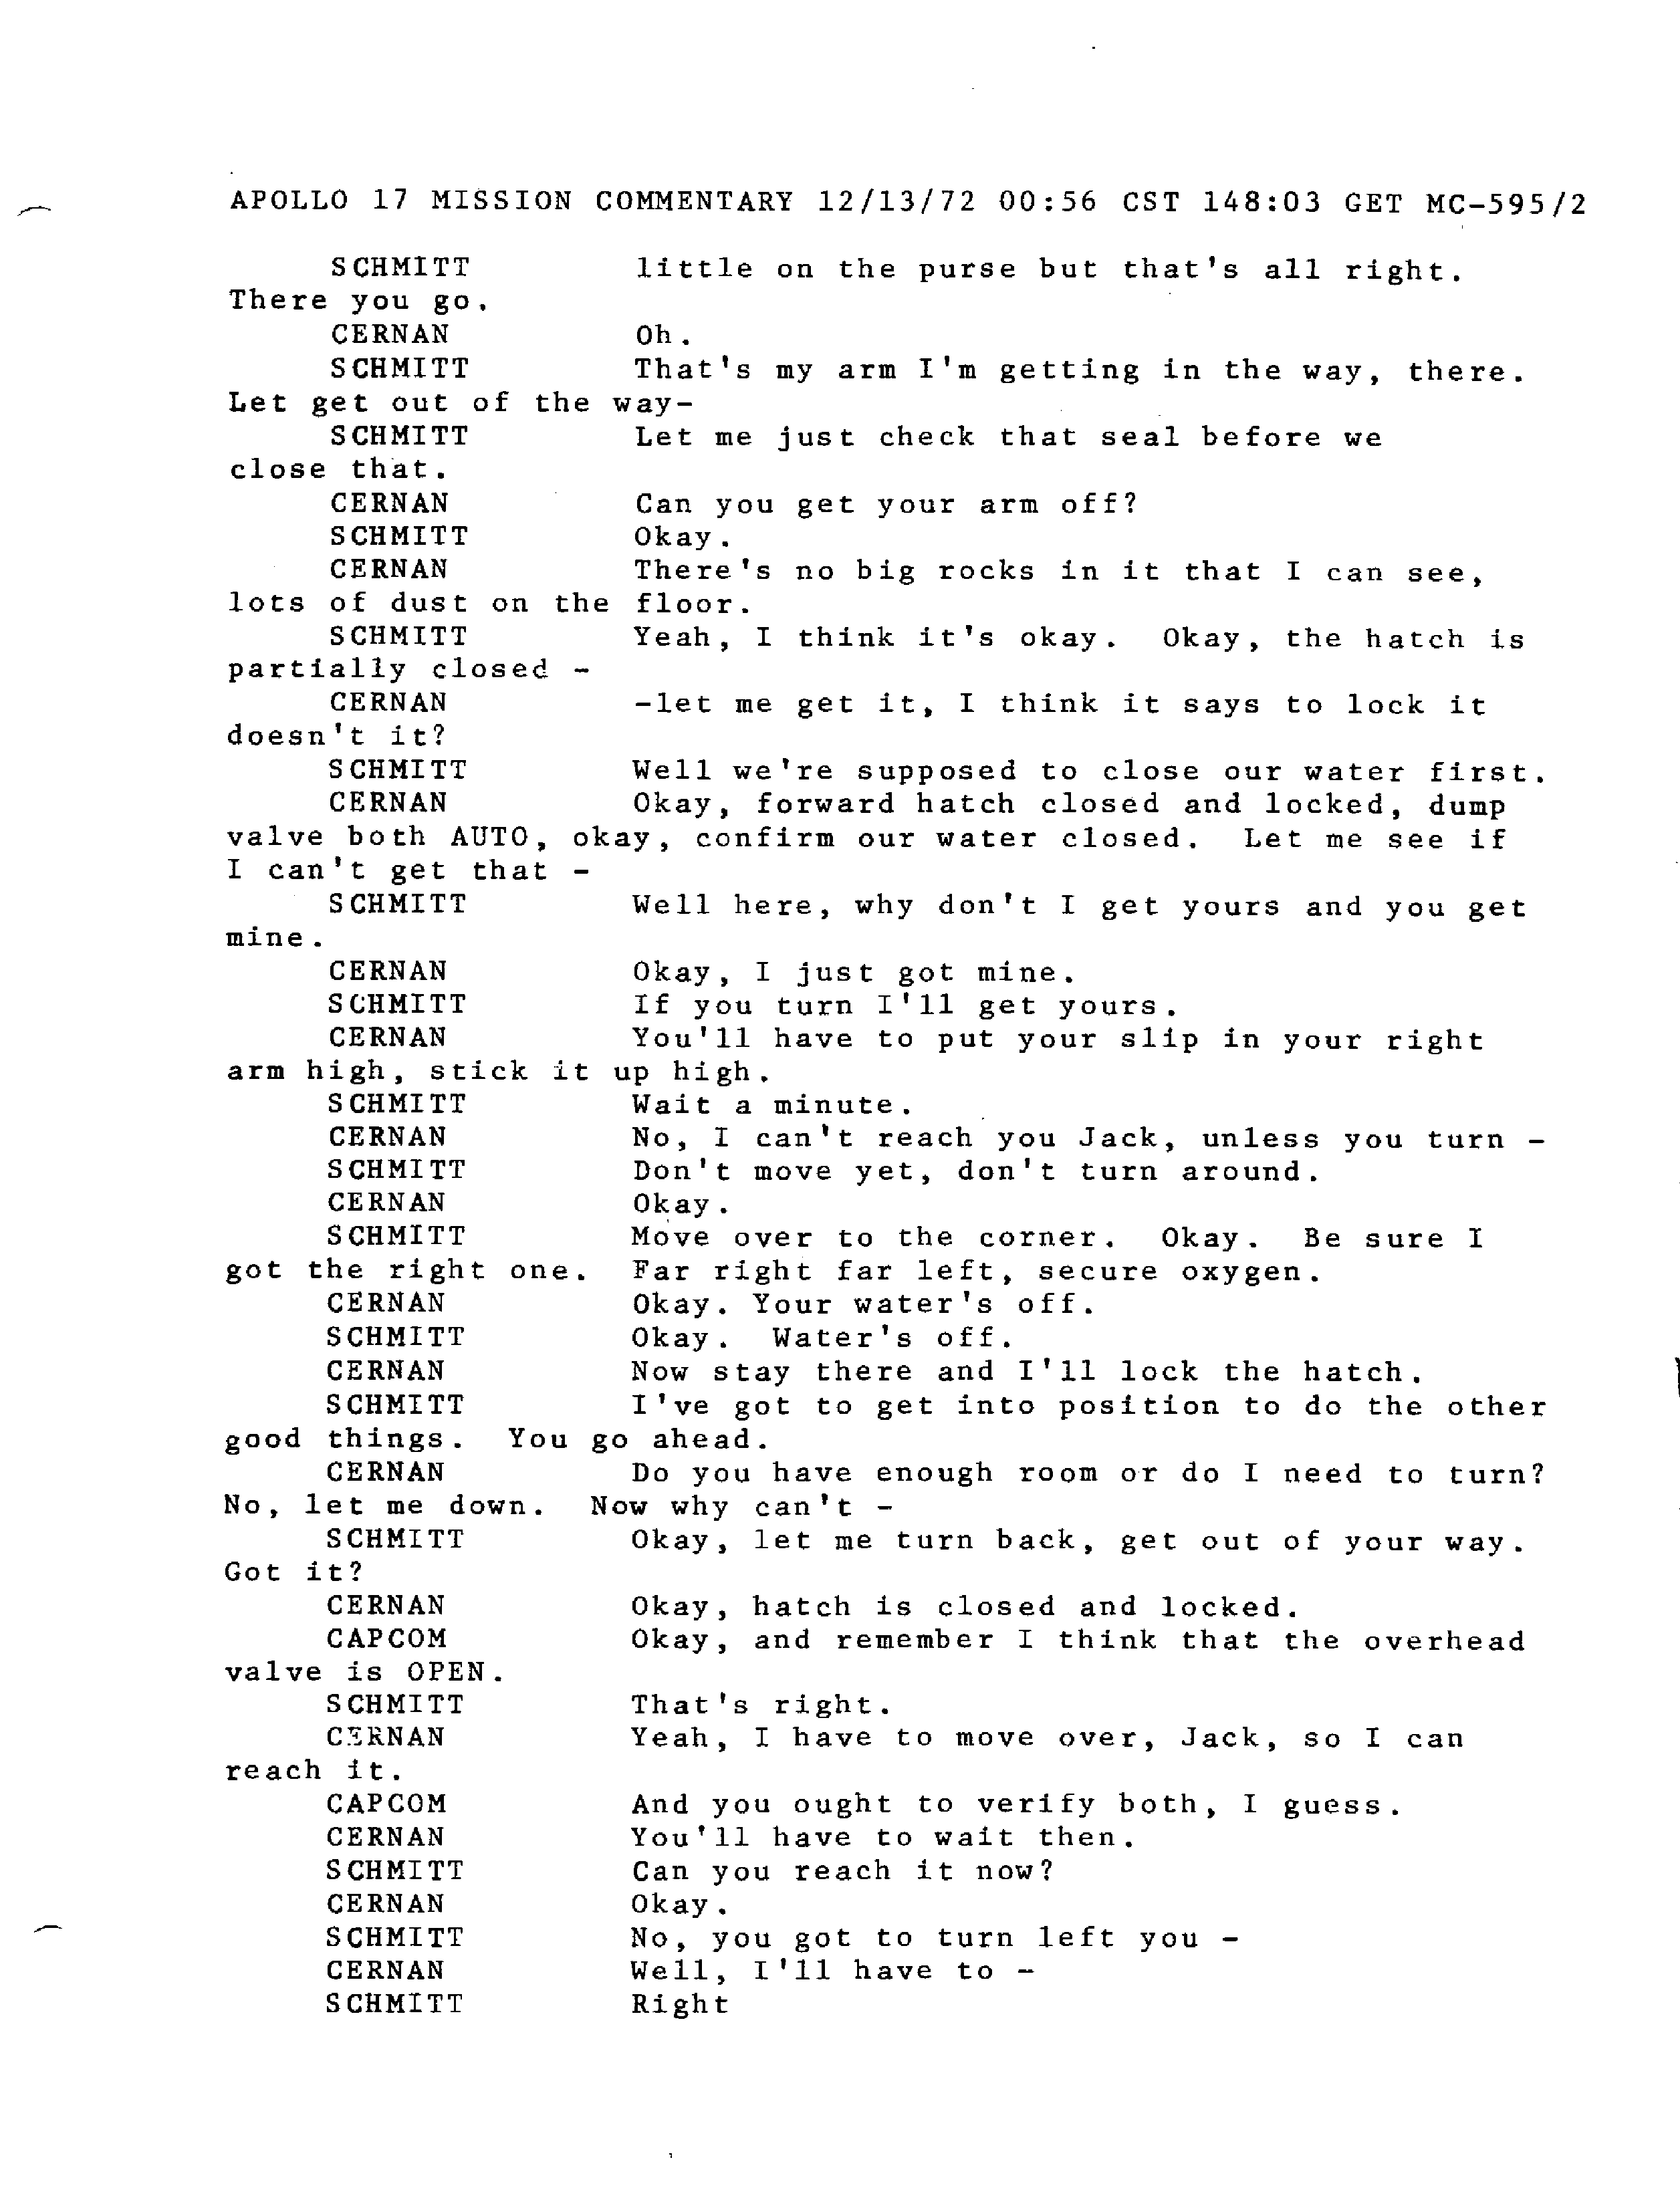 APOLLO 17 MISSION COMMENTARY 12/13/72 00:56 CST 148:03 GET MC-595/2
SCHMITT little on the purse but that's all right.
There you go.
CERNAN Oh.
SCHMITT That's my arm I'm getting in the way, there.
Let get out of the way-
SCHMITT Let me just check that seal before we
close that.
CERNAN Can you get your arm off?
SCHMITT Okay.
CERNAN There's no big rocks in it that I can see,
lots of dust on the floor.
SCHMITT Yeah, I think it's okay. Okay, the hatch is
partially closed -
CERNAN -let me get it, I think it says to lock it
doesn't it?
SCHMITT Well we're supposed to close our water first.
CERNAN Okay, forward hatch closed and locked, dump
valve both AUTO, okay, confirm our water closed. Let me see if
I can't get that -
SCHMITT Well here, why don't I get yours and you get
mine.
CERNAN Okay, I just got mine.
SCHMITT If you turn I'll get yours.
CERNAN You'll have to put your slip in your right
arm high, stick it up high.
SCHMITT Wait a minute.
CERNAN No, I can't reach you Jack, unless you turn -
SCHMITT Don't move yet, don't turn around.
CERNAN Okay.
SCHMITT Move over to the corner. Okay. Be sure I
got the right one. Far right far left, secure oxygen.
CERNAN Okay. Your water's off.
SCHMITT Okay. Water's off.
CERNAN Now stay there and I'll lock the hatch.
SCHMITT I've got to get into position to do the other
good things. You go ahead.
CERNAN Do you have enough room or do I need to turn?
No, let me down. Now why can't -
SCHMITT Okay, let me turn back, get out of your way.
Got it?
CERNAN Okay, hatch is closed and locked.
CAPCOM Okay, and remember I think that the overhead
valve is OPEN.
SCHMITT That's right.
CERNAN Yeah, I have to move over, Jack, so I can
reach it.
CAPCOM And you ought to verify both, I guess.
CERNAN You'll have to wait then.
SCHMITT Can you reach it now?
CERNAN Okay.
SCHMITT No, you got to turn left you -
CERNAN Well, I'll have to -
SCHMITT Right